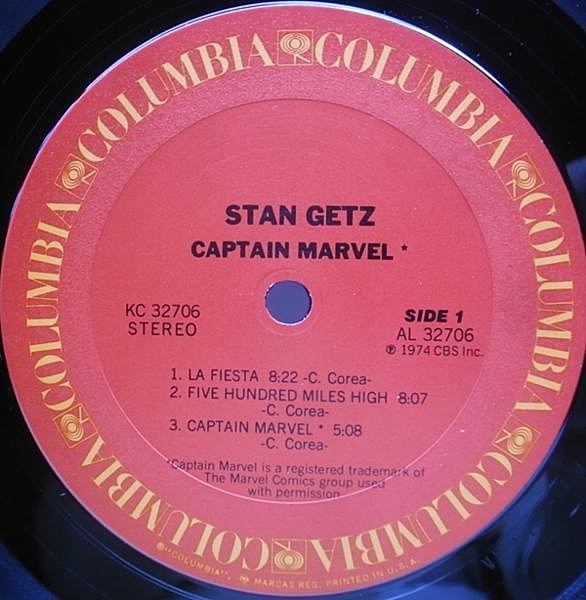 COLUMBIA COLUMBIA COLUMBIA COLUMBIA COLUMBIA COLUMBIA
STAN GETZ
CAPTAIN MARVEL *
KC 32706
STEREO
SIDE 1
AL 32706
℗ 1974 CBS Inc.
1. LA FIESTA 8:22 -C. Corea-
2. FIVE HUNDRED MILES HIGH 8:07
-C. Corea-
3. CAPTAIN MARVEL * 5:08
-C. Corea-
*Captain Marvel is a registered trademark of
The Marvel Comics group used
with permission
®"COLUMBIA", MARCAS REG. PRINTED IN U.S.A.